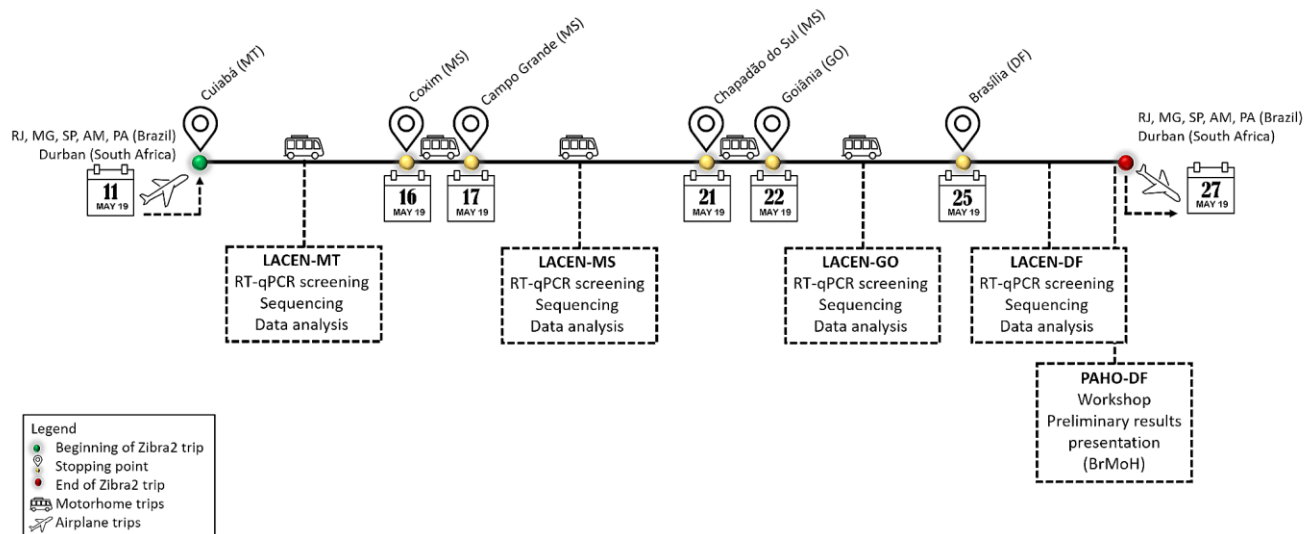 Cuiabá (MT)
Coxim (MS)
Campo Grande (MS)
Chapadão do Sul (MS)
Goiânia (GO)
Brasília (DF)
RJ, MG, SP, AM, PA (Brazil)
Durban (South Africa)
11
MAY 19
16
MAY 19
17
MAY 19
21
MAY 19
22
MAY 19
25
MAY 19
RJ, MG, SP, AM, PA (Brazil)
Durban (South Africa)
27
MAY 19
LACEN-MT
RT-qPCR screening
Sequencing
Data analysis
LACEN-MS
RT-qPCR screening
Sequencing
Data analysis
LACEN-GO
RT-qPCR screening
Sequencing
Data analysis
LACEN-DF
RT-qPCR screening
Sequencing
Data analysis
PAHO-DF
Workshop
Preliminary results
presentation
(BrMoH)
Legend
Beginning of Zibra2 trip
Stopping point
End of Zibra2 trip
Motorhome trips
Airplane trips